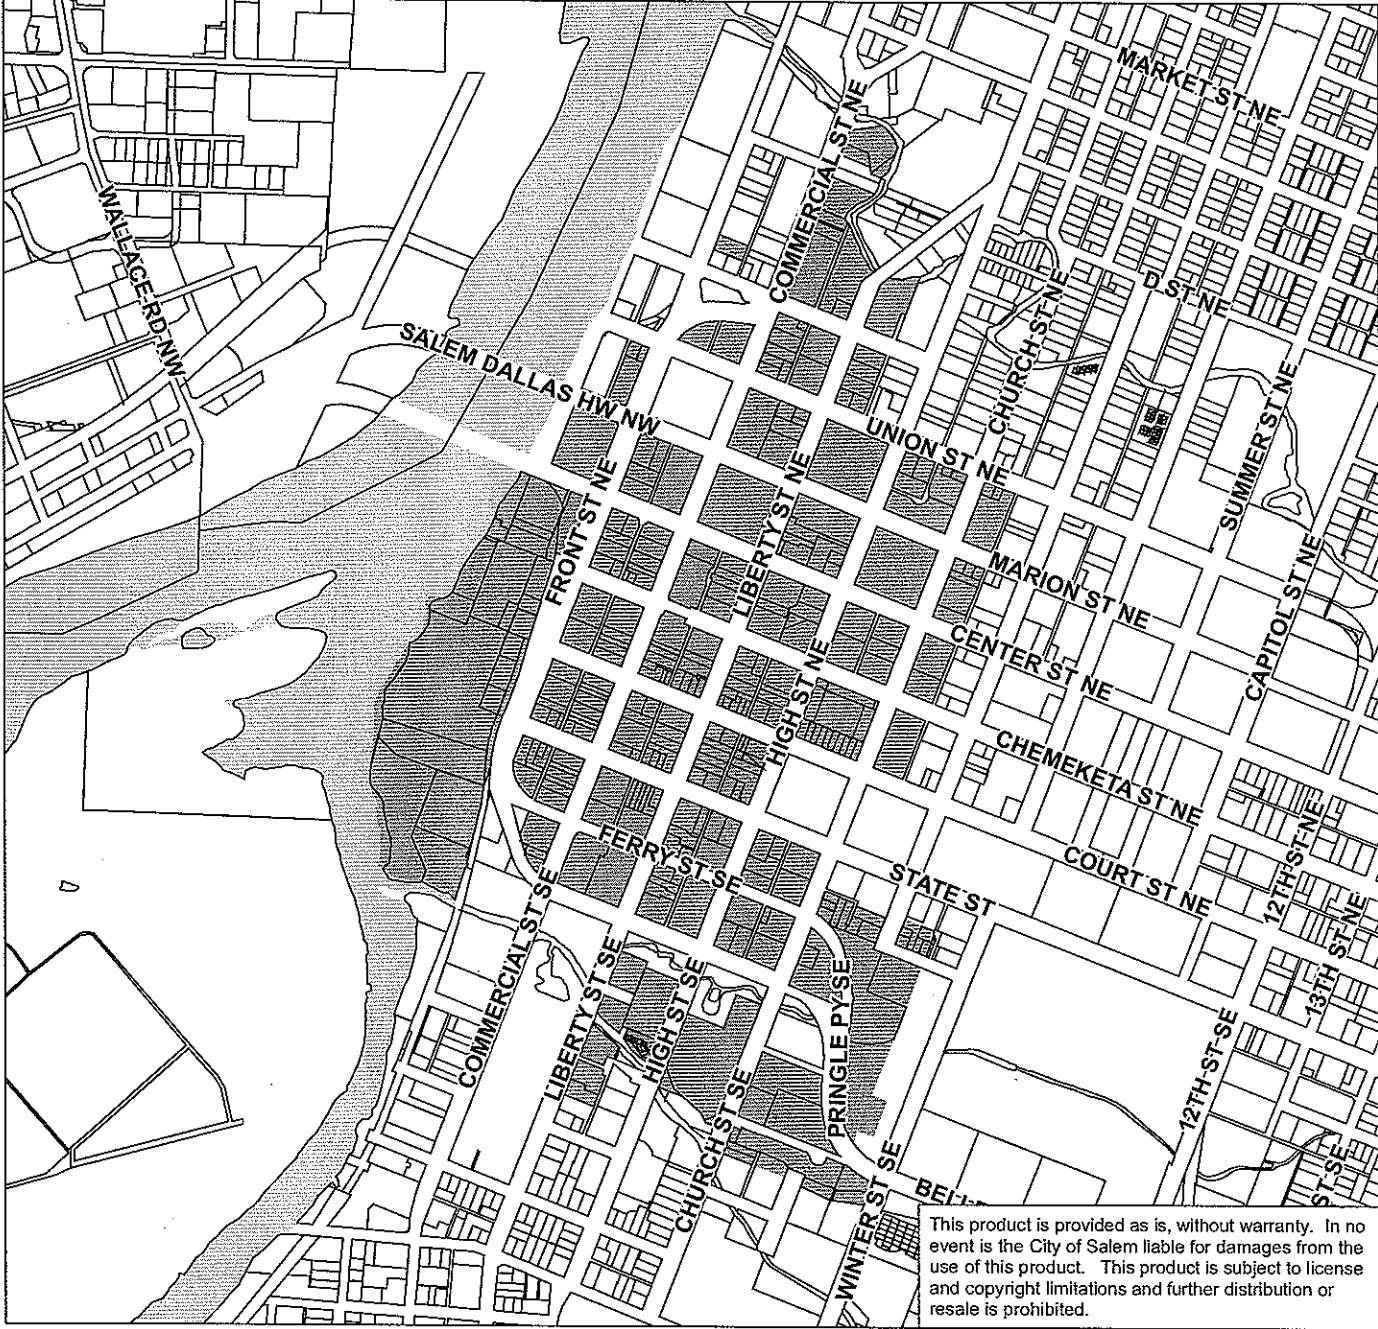 MARKET ST NE
COMMERCIAL ST NE
WALLACE RD NW
D ST NE
CHURCH ST NE
SALEM DALLAS HW NW
SUMMER ST NE
UNION ST NE
LIBERTY ST NE
FRONT ST NE
CAPITOL ST NE
MARION ST NE
CENTER ST NE
HIGH ST NE
CHEMEKETA ST NE
12TH ST NE
FERRY ST SE
COURT ST NE
STATE ST
13TH ST NE
COMMERCIAL ST SE
LIBERTY ST SE
HIGH ST SE
PRINGLE PY SE
12TH ST SE
CHURCH ST SE
WINTER ST SE
ST SE
This product is provided as is, without warranty. In no
event is the City of Salem liable for damages from the
use of this product. This product is subject to license
and copyright limitations and further distribution or
resale is prohibited.